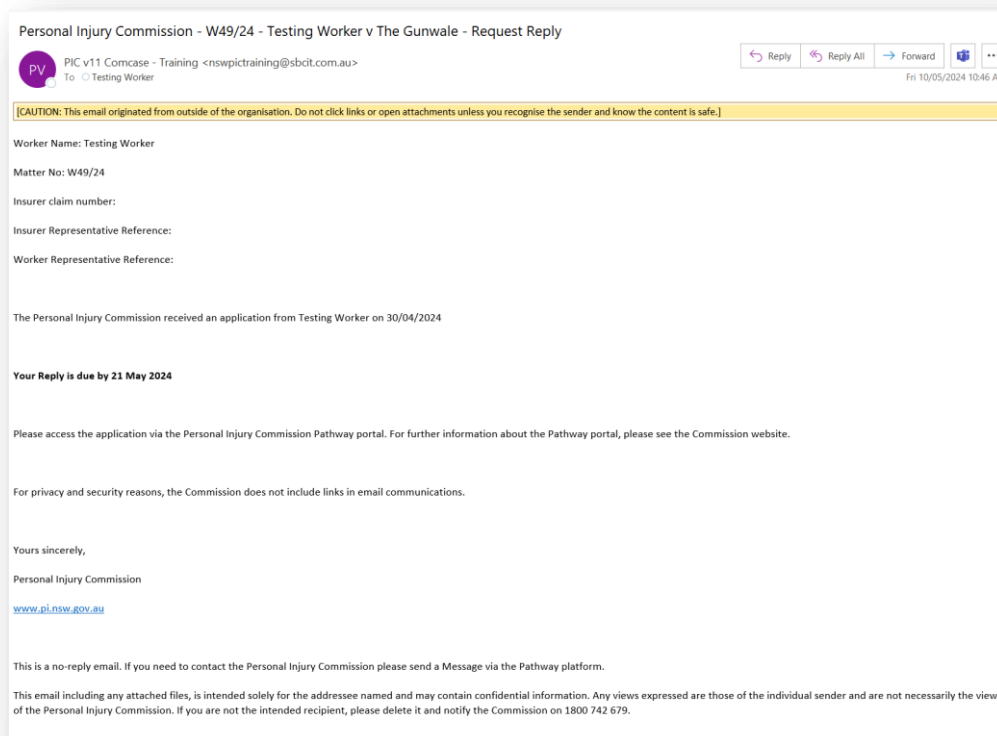 Personal Injury Commission - W49/24 - Testing Worker v The Gunwale - Request Reply
PV
PIC v11 Comcase - Training <nswpictraining@sbcit.com.au>
To Testing Worker
Reply
Reply All
Forward
Fri 10/05/2024 10:46 A
[CAUTION: This email originated from outside of the organisation. Do not click links or open attachments unless you recognise the sender and know the content is safe.]
Worker Name: Testing Worker
Matter No: W49/24
Insurer claim number:
Insurer Representative Reference:
Worker Representative Reference:
The Personal Injury Commission received an application from Testing Worker on 30/04/2024
Your Reply is due by 21 May 2024
Please access the application via the Personal Injury Commission Pathway portal. For further information about the Pathway portal, please see the Commission website.
For privacy and security reasons, the Commission does not include links in email communications.
Yours sincerely,
Personal Injury Commission
www.pi.nsw.gov.au
This is a no-reply email. If you need to contact the Personal Injury Commission please send a Message via the Pathway platform.
This email including any attached files, is intended solely for the addressee named and may contain confidential information. Any views expressed are those of the individual sender and are not necessarily the view
of the Personal Injury Commission. If you are not the intended recipient, please delete it and notify the Commission on 1800 742 679.